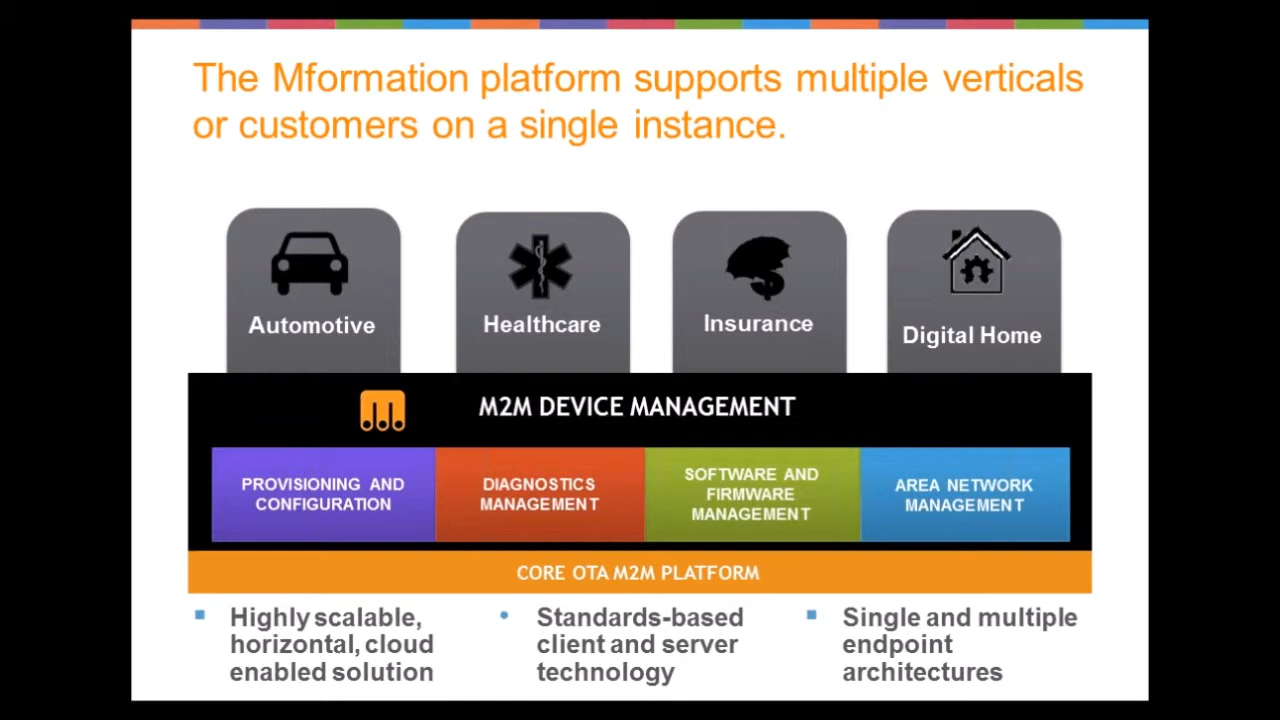 The Mformation platform supports multiple verticals
or customers on a single instance.
Automotive
Healthcare
Insurance
Digital Home
M2M DEVICE MANAGEMENT
PROVISIONING AND
CONFIGURATION
DIAGNOSTICS
MANAGEMENT
SOFTWARE AND
FIRMWARE
MANAGEMENT
AREA NETWORK
MANAGEMENT
CORE OTA M2M PLATFORM
Highly scalable,
horizontal, cloud
enabled solution
Standards-based
client and server
technology
Single and multiple
endpoint
architectures